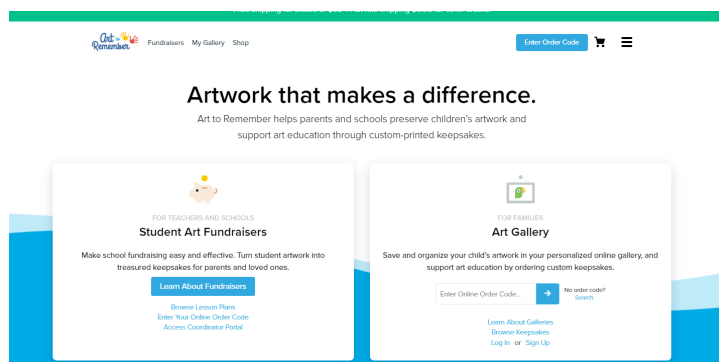 Art to
Remember
Fundraisers My Gallery Shop
Enter Order Code
Artwork that makes a difference.
Art to Remember helps parents and schools preserve children's artwork and
support art education through custom-printed keepsakes.
FOR TEACHERS AND SCHOOLS
Student Art Fundraisers
Make school fundraising easy and effective. Turn student artwork into
treasured keepsakes for parents and loved ones.
Learn About Fundraisers
Browse Lesson Plans
Enter Your Online Order Code
Access Coordinator Portal
FOR FAMILIES
Art Gallery
Save and organize your child's artwork in your personalized online gallery, and
support art education by ordering custom keepsakes.
Enter Online Order Code...
No order code?
Search
Learn About Galleries
Browse Keepsakes
Log In or Sign Up